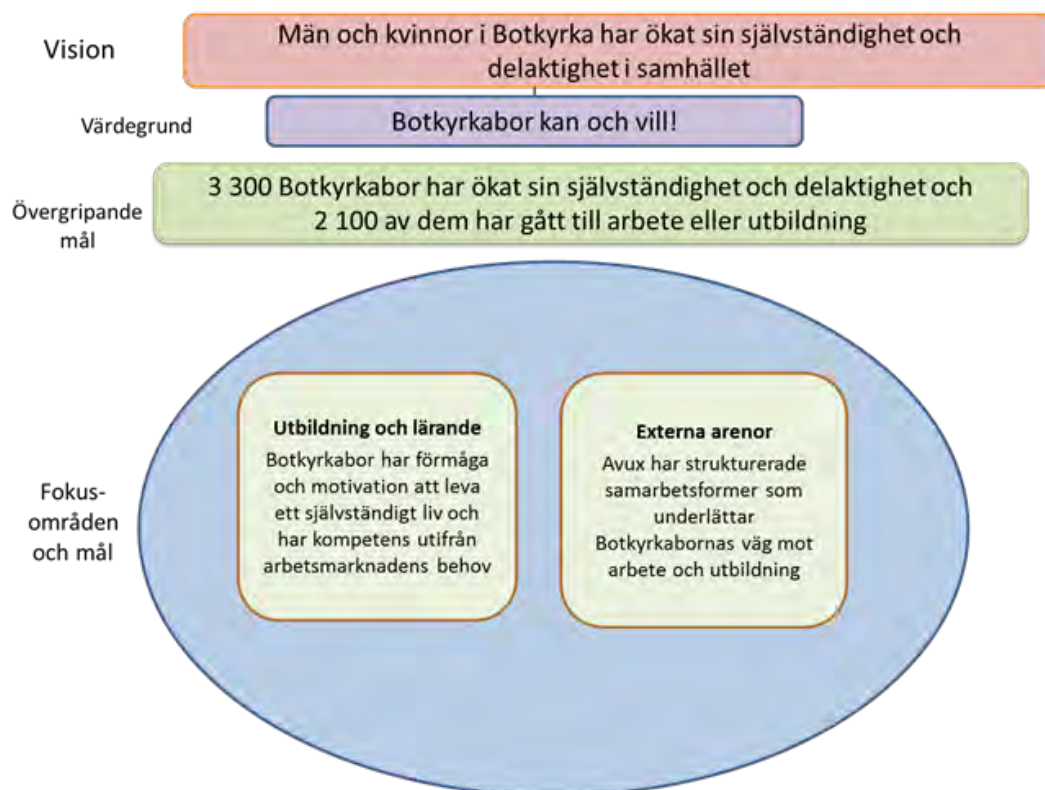 Vision
Män och kvinnor i Botkyrka har ökat sin självständighet och
delaktighet i samhället
Värdegrund
Botkyrkabor kan och vill!
Övergripande
mål
3 300 Botkyrkabor har ökat sin självständighet och delaktighet och
2 100 av dem har gått till arbete eller utbildning
Fokus-
områden
och mål
Utbildning och lärande
Botkyrkabor har förmåga
och motivation att leva
ett självständigt liv och
har kompetens utifrån
arbetsmarknadens behov
Externa arenor
Avux har strukturerade
samarbetsformer som
underlättar
Botkyrkabornas väg mot
arbete och utbildning